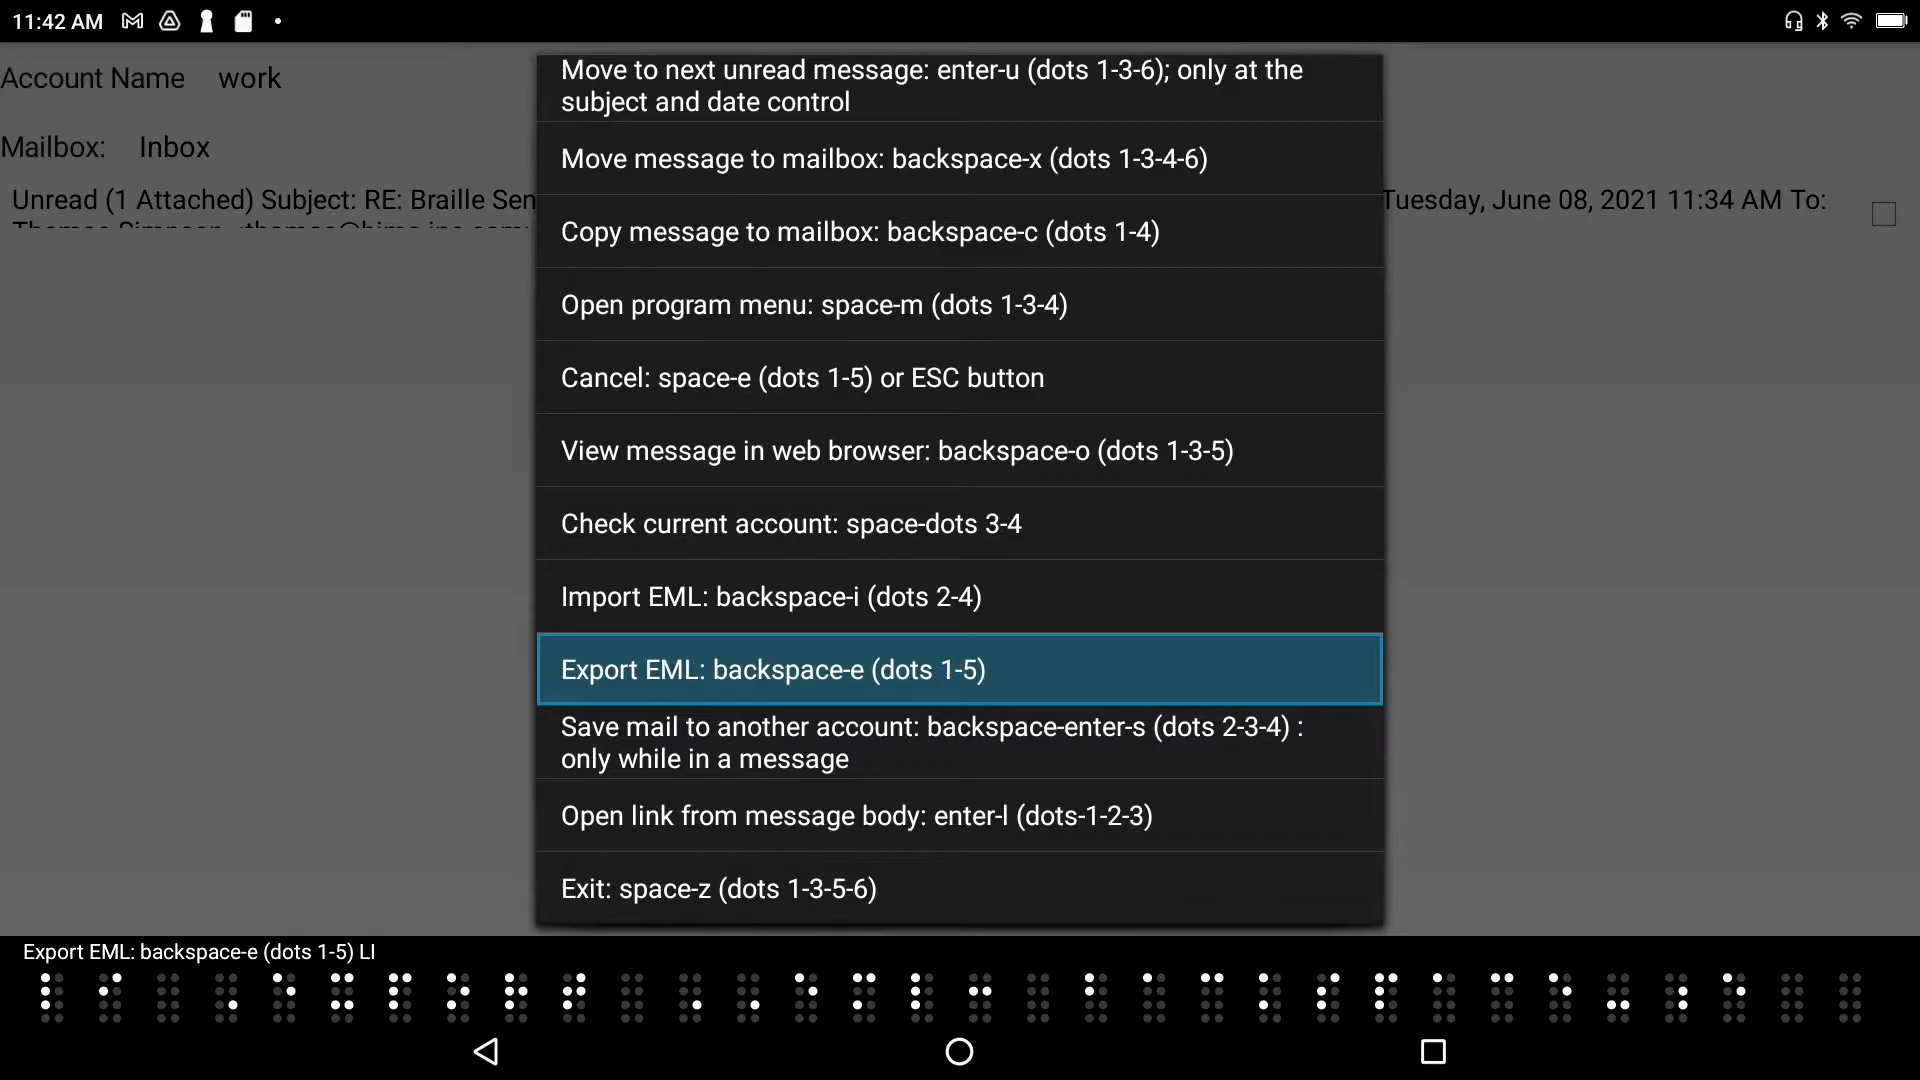 11:42 AM
Account Name work
Mailbox: Inbox
Unread (1 Attached) Subject: RE: Braille Sen
Tuesday, June 08, 2021 11:34 AM To:
Move to next unread message: enter-u (dots 1-3-6); only at the
subject and date control
Move message to mailbox: backspace-x (dots 1-3-4-6)
Copy message to mailbox: backspace-c (dots 1-4)
Open program menu: space-m (dots 1-3-4)
Cancel: space-e (dots 1-5) or ESC button
View message in web browser: backspace-o (dots 1-3-5)
Check current account: space-dots 3-4
Import EML: backspace-i (dots 2-4)
Export EML: backspace-e (dots 1-5)
Save mail to another account: backspace-enter-s (dots 2-3-4) :
only while in a message
Open link from message body: enter-l (dots-1-2-3)
Exit: space-z (dots 1-3-5-6)
Export EML: backspace-e (dots 1-5) LI